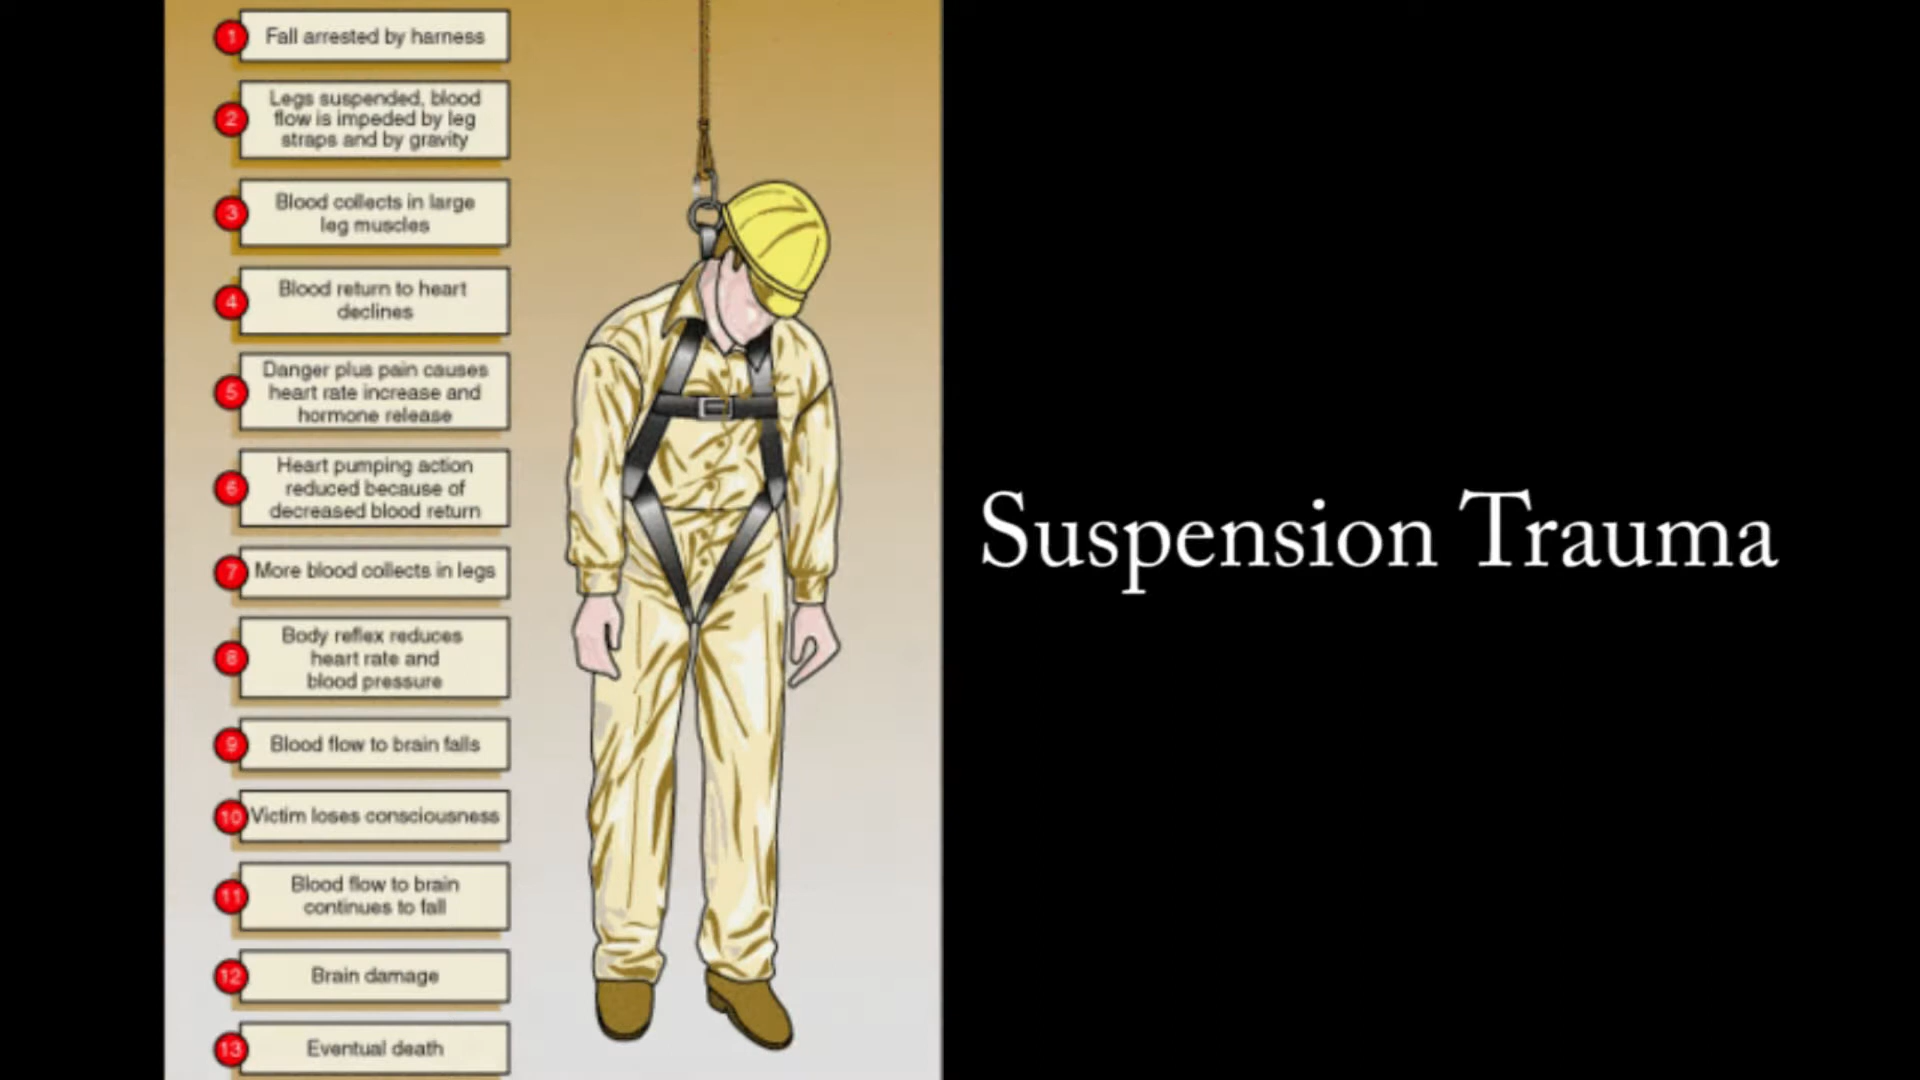 1
Fall arrested by harness
2
Legs suspended, blood
flow is impeded by leg
straps and by gravity
3
Blood collects in large
leg muscles
4
Blood return to heart
declines
5
Danger plus pain causes
heart rate increase and
hormone release
6
Heart pumping action
reduced because of
decreased blood return
7
More blood collects in legs
8
Body reflex reduces
heart rate and
blood pressure
9
Blood flow to brain falls
10
Victim loses consciousness
11
Blood flow to brain
continues to fall
12
Brain damage
13
Eventual death
Suspension Trauma